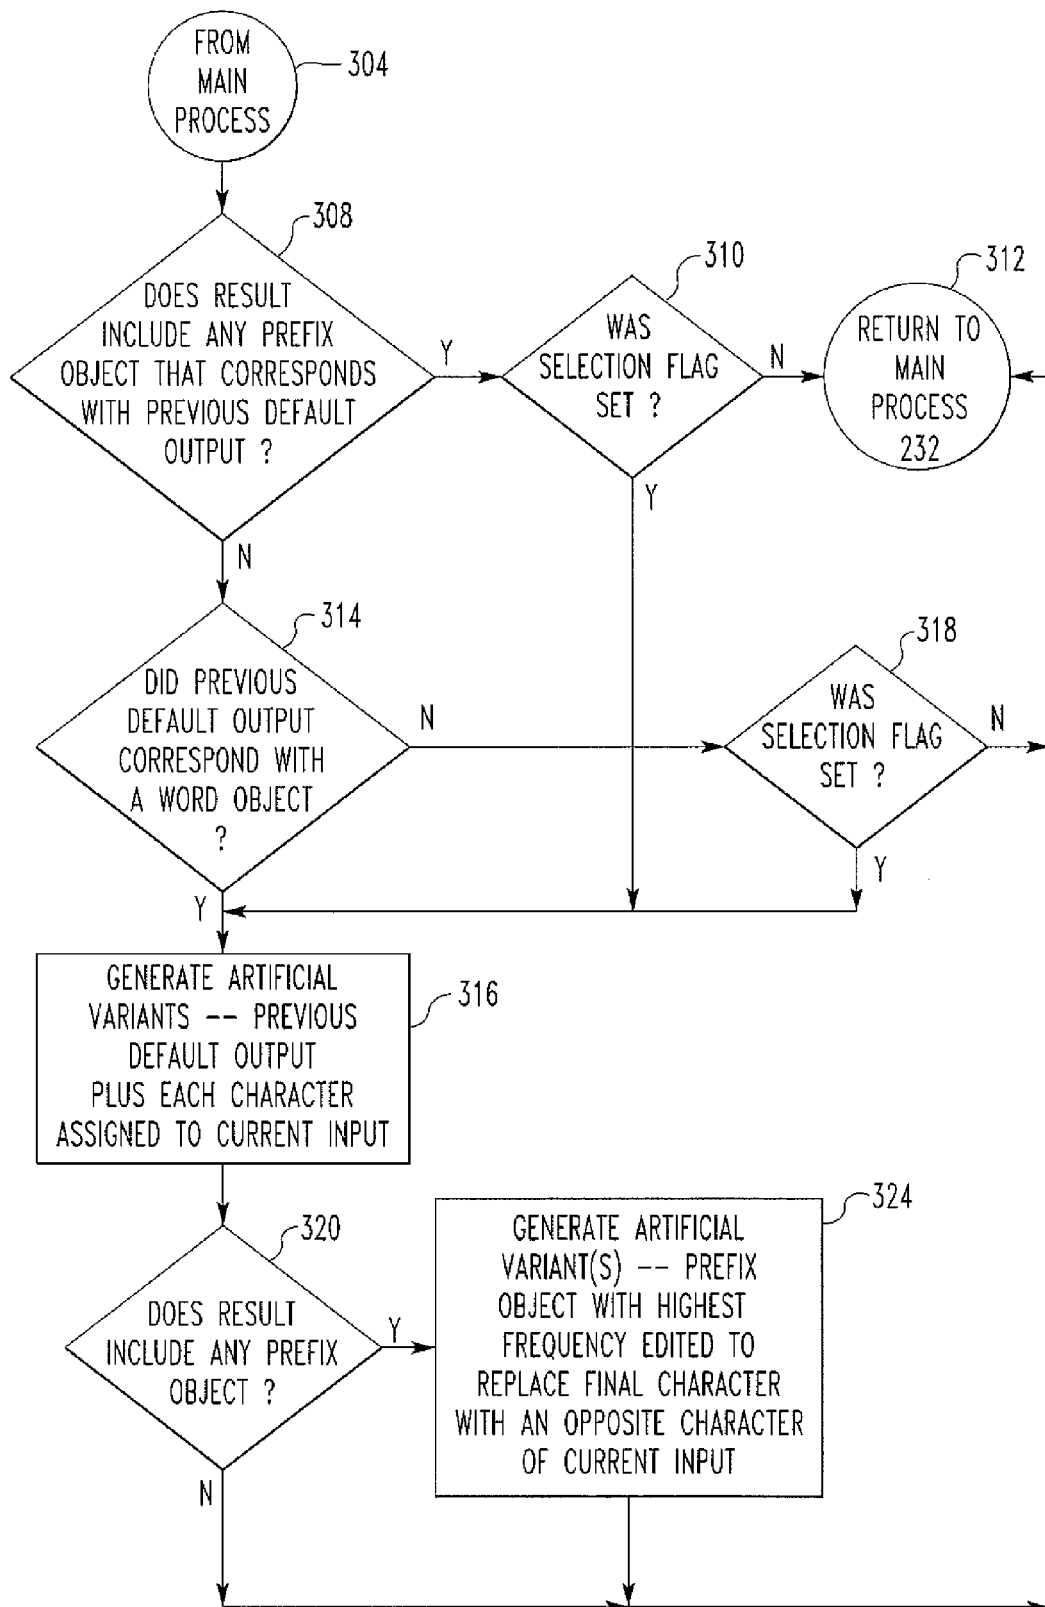 FROM
MAIN
PROCESS
304
308
DOES RESULT
INCLUDE ANY PREFIX
OBJECT THAT CORRESPONDS
WITH PREVIOUS DEFAULT
OUTPUT ?
Y
N
310
WAS
SELECTION FLAG
SET ?
N
Y
312
RETURN TO
MAIN
PROCESS
232
314
DID PREVIOUS
DEFAULT OUTPUT
CORRESPOND WITH
A WORD OBJECT
?
N
Y
318
WAS
SELECTION FLAG
SET ?
N
Y
316
GENERATE ARTIFICIAL
VARIANTS -- PREVIOUS
DEFAULT OUTPUT
PLUS EACH CHARACTER
ASSIGNED TO CURRENT INPUT
320
DOES RESULT
INCLUDE ANY PREFIX
OBJECT ?
Y
N
324
GENERATE ARTIFICIAL
VARIANT(S) -- PREFIX
OBJECT WITH HIGHEST
FREQUENCY EDITED TO
REPLACE FINAL CHARACTER
WITH AN OPPOSITE CHARACTER
OF CURRENT INPUT